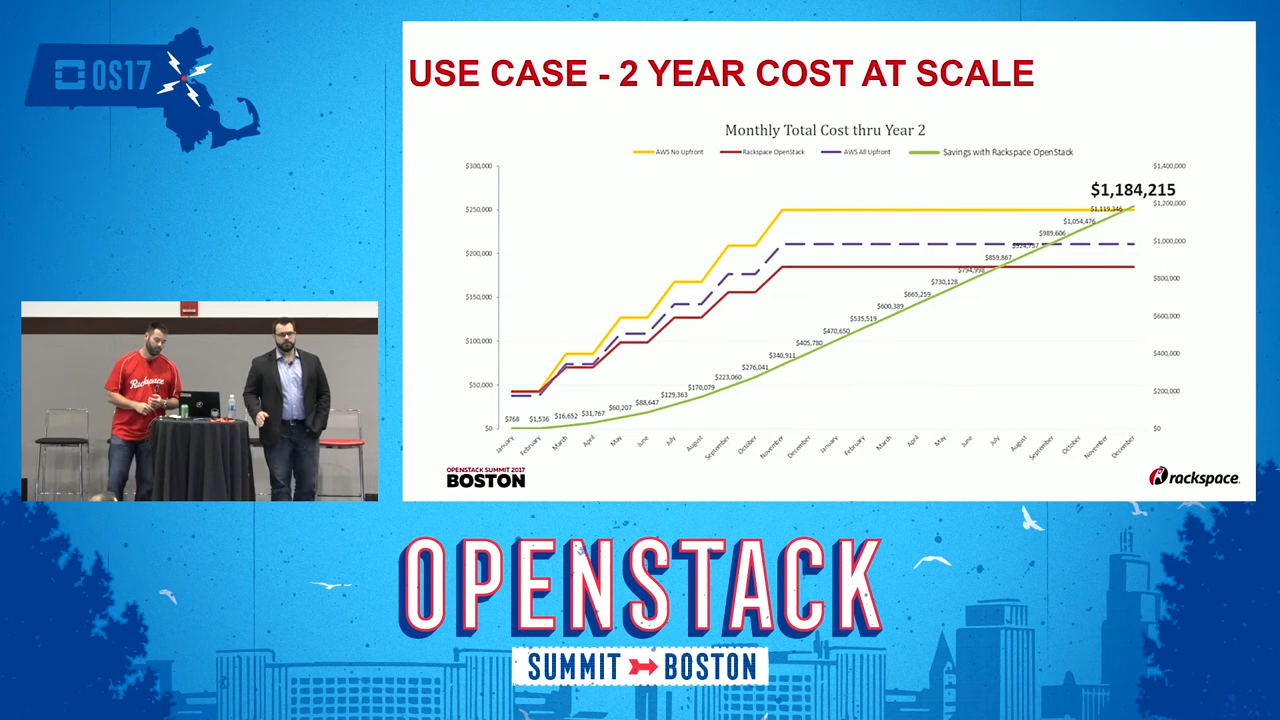 OS17
USE CASE - 2 YEAR COST AT SCALE
Monthly Total Cost thru Year 2
AWS No Upfront
Rackspace OpenStack
AWS All Upfront
Savings with Rackspace OpenStack
$300,000
$250,000
$200,000
$150,000
$100,000
$50,000
$0
$1,400,000
$1,200,000
$1,000,000
$800,000
$600,000
$400,000
$200,000
$0
$768
$1,536
$16,652
$31,767
$60,207
$88,647
$129,363
$170,079
$223,060
$276,041
$340,911
$405,780
$470,650
$535,519
$600,389
$665,259
$730,128
$794,998
$859,867
$924,737
$989,606
$1,054,476
$1,119,346
$1,184,215
January
February
March
April
May
June
July
August
September
October
November
December
January
February
March
April
May
June
July
August
September
October
November
December
OPENSTACK SUMMIT 2017
BOSTON
rackspace
Rackspace
OPENSTACK
SUMMIT BOSTON